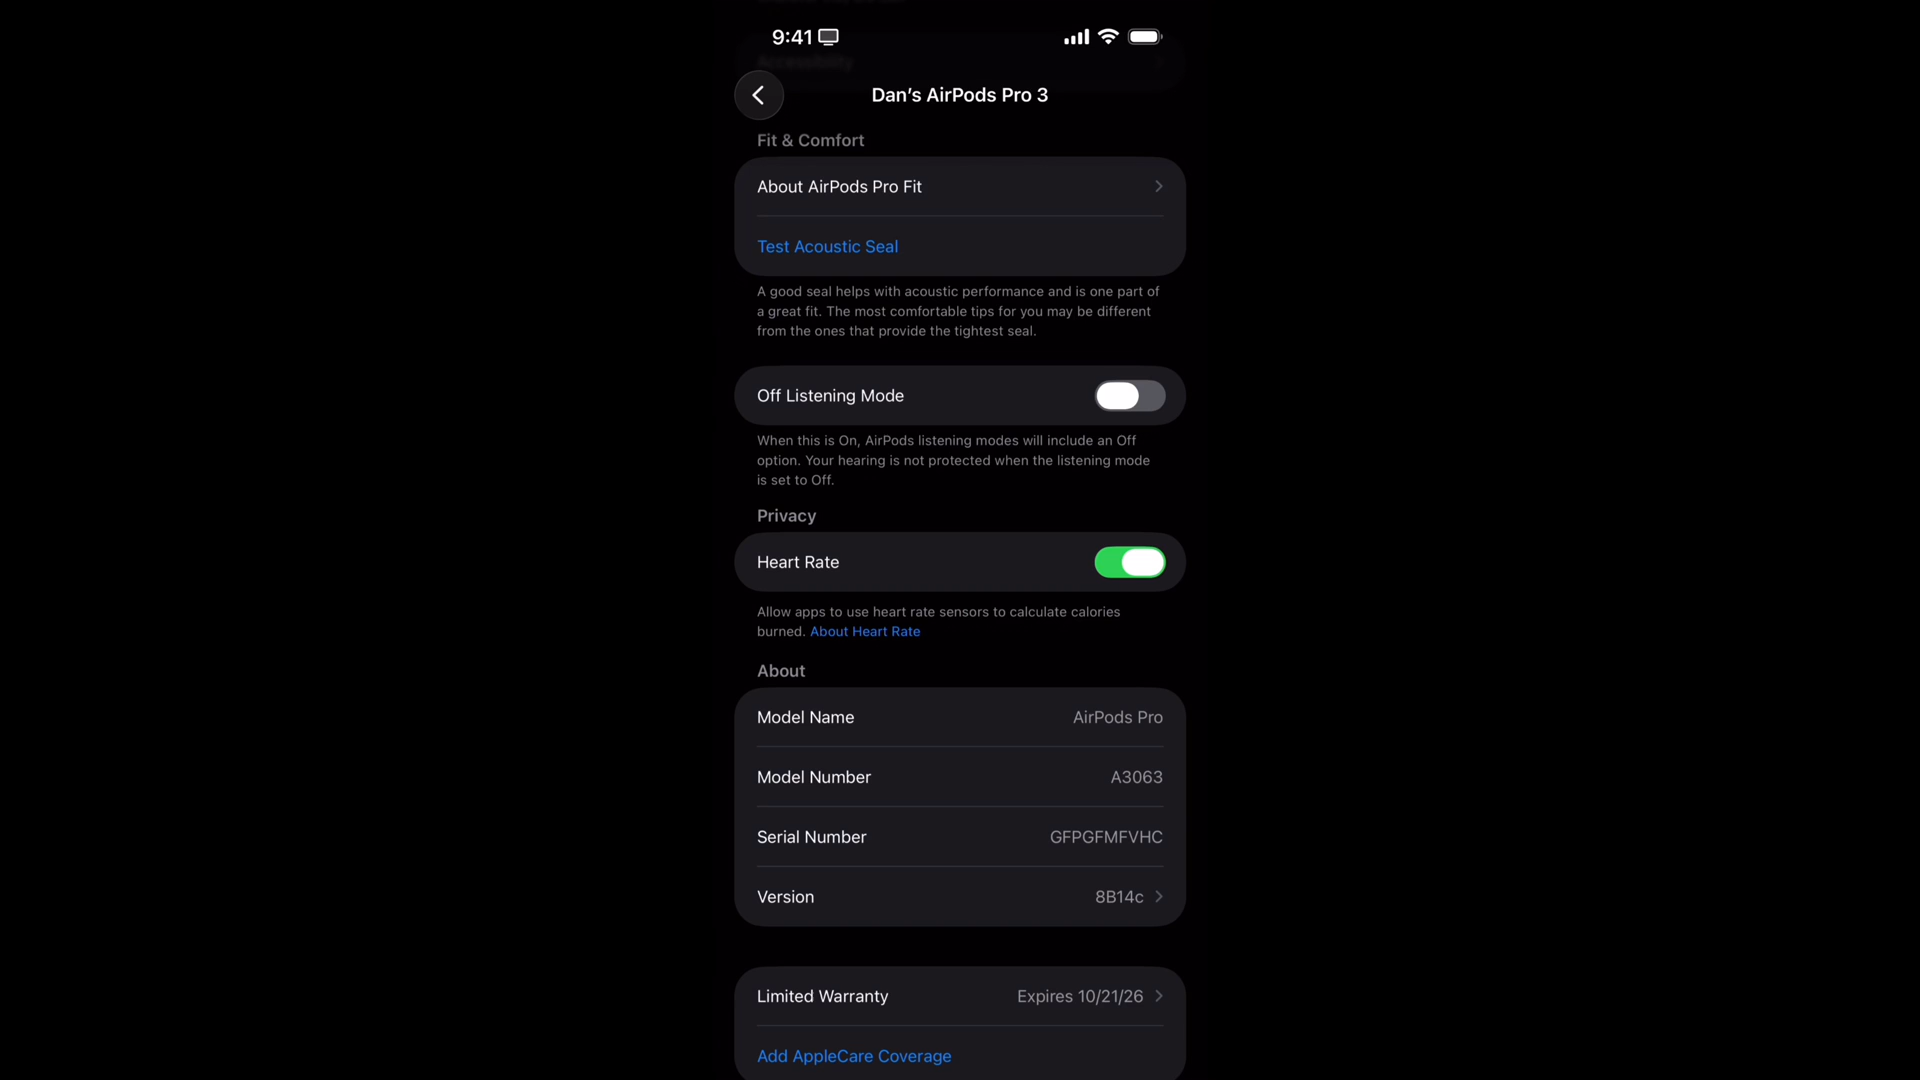 9:41
Accessibility
Dan’s AirPods Pro 3
Fit & Comfort
About AirPods Pro Fit
Test Acoustic Seal
A good seal helps with acoustic performance and is one part of
a great fit. The most comfortable tips for you may be different
from the ones that provide the tightest seal.
Off Listening Mode
When this is On, AirPods listening modes will include an Off
option. Your hearing is not protected when the listening mode
is set to Off.
Privacy
Heart Rate
Allow apps to use heart rate sensors to calculate calories
burned. About Heart Rate
About
Model Name AirPods Pro
Model Number A3063
Serial Number GFPGFMFVHC
Version 8B14c
Limited Warranty Expires 10/21/26
Add AppleCare Coverage